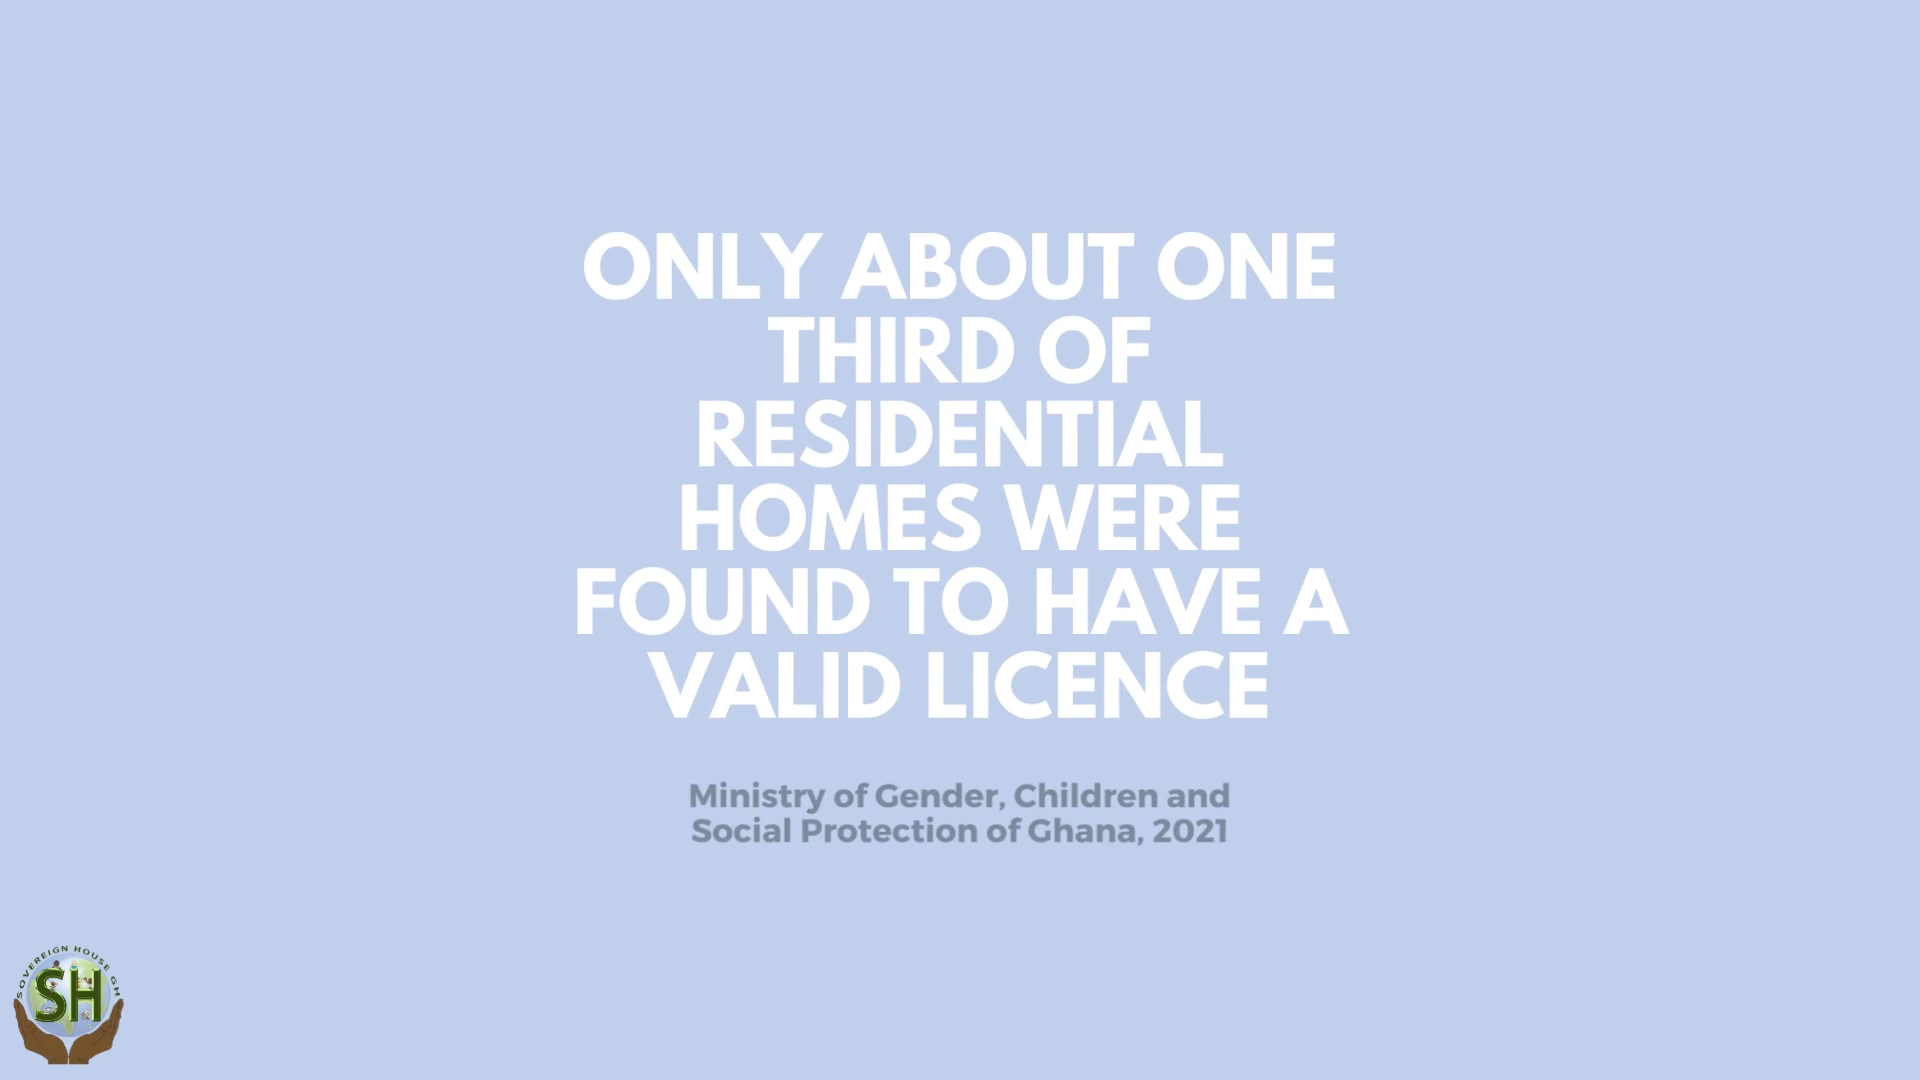 ONLY ABOUT ONE
THIRD OF
RESIDENTIAL
HOMES WERE
FOUND TO HAVE A
VALID LICENCE
Ministry of Gender, Children and
Social Protection of Ghana, 2021
SOVEREIGN HOUSE GH
SH